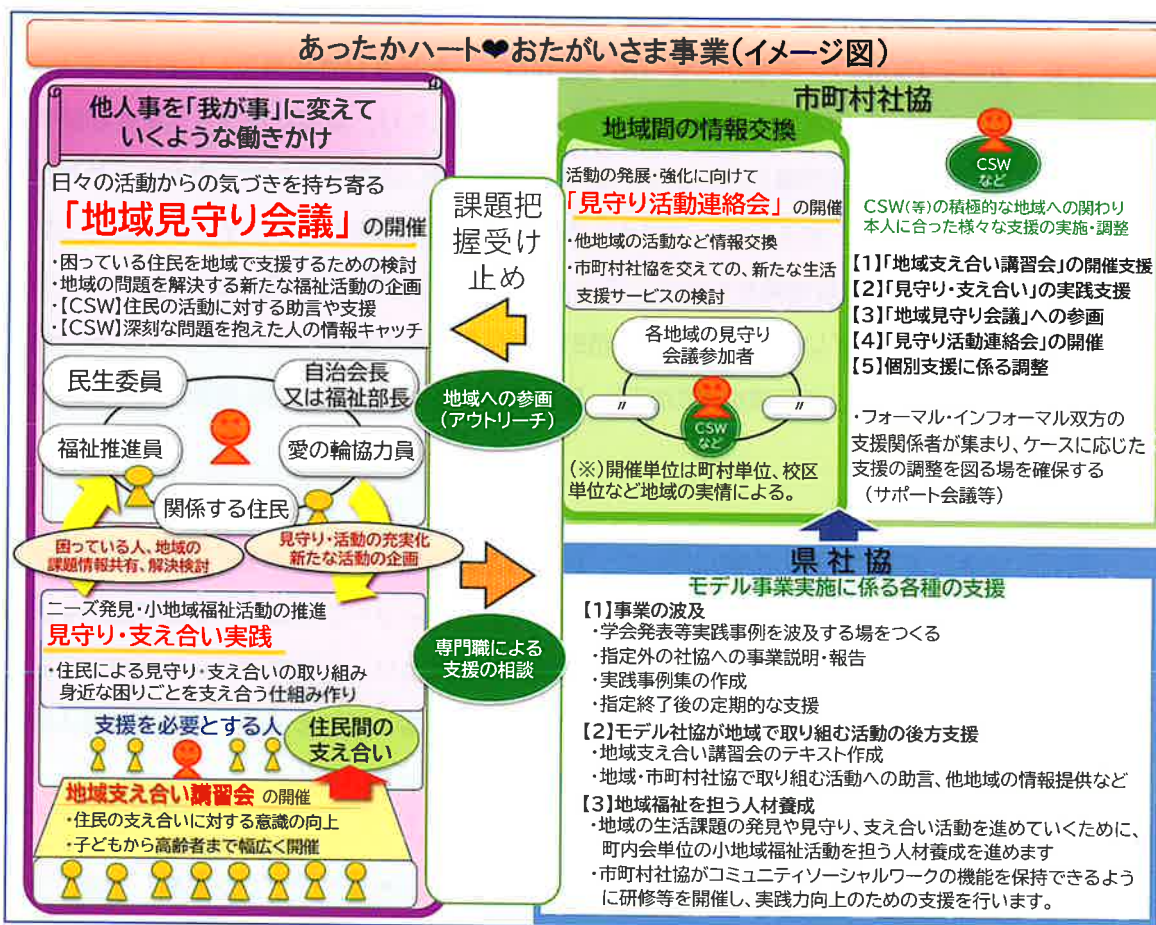 あったかハート❤おたがいさま事業(イメージ図)
他人事を「我が事」に変えて
いくような働きかけ
日々の活動からの気づきを持ち寄る
「地域見守り会議」の開催
・困っている住民を地域で支援するための検討
・地域の問題を解決する新たな福祉活動の企画
・【CSW】住民の活動に対する助言や支援
・【CSW】深刻な問題を抱えた人の情報キャッチ
民生委員
自治会長
又は福祉部長
福祉推進員
愛の輪協力員
関係する住民
困っている人、地域の
課題情報共有、解決検討
見守り・活動の充実化
新たな活動の企画
ニーズ発見・小地域福祉活動の推進
見守り・支え合い実践
・住民による見守り・支え合いの取り組み
身近な困りごとを支え合う仕組み作り
支援を必要とする人
住民間の
支え合い
地域支え合い講習会 の開催
・住民の支え合いに対する意識の向上
・子どもから高齢者まで幅広く開催
課題把
握受け
止め
地域への参画
(アウトリーチ)
専門職による
支援の相談
市町村社協
地域間の情報交換
活動の発展・強化に向けて
「見守り活動連絡会」の開催
・他地域の活動など情報交換
・市町村社協を交えての、新たな生活
支援サービスの検討
各地域の見守り
会議参加者
〃
〃
CSW
など
(※)開催単位は町村単位、校区
単位など地域の実情による。
CSW
など
CSW(等)の積極的な地域への関わり
本人に合った様々な支援の実施・調整
【1】「地域支え合い講習会」の開催支援
【2】「見守り・支え合い」の実践支援
【3】「地域見守り会議」への参画
【4】「見守り活動連絡会」の開催
【5】個別支援に係る調整
・フォーマル・インフォーマル双方の
支援関係者が集まり、ケースに応じた
支援の調整を図る場を確保する
(サポート会議等)
県社協
モデル事業実施に係る各種の支援
【1】事業の波及
・学会発表等実践事例を波及する場をつくる
・指定外の社協への事業説明・報告
・実践事例集の作成
・指定終了後の定期的な支援
【2】モデル社協が地域で取り組む活動の後方支援
・地域支え合い講習会のテキスト作成
・地域・市町村社協で取り組む活動への助言、他地域の情報提供など
【3】地域福祉を担う人材養成
・地域の生活課題の発見や見守り、支え合い活動を進めていくために、
町内会単位の小地域福祉活動を担う人材養成を進めます
・市町村社協がコミュニティソーシャルワークの機能を保持できるよう
に研修等を開催し、実践力向上のための支援を行います。